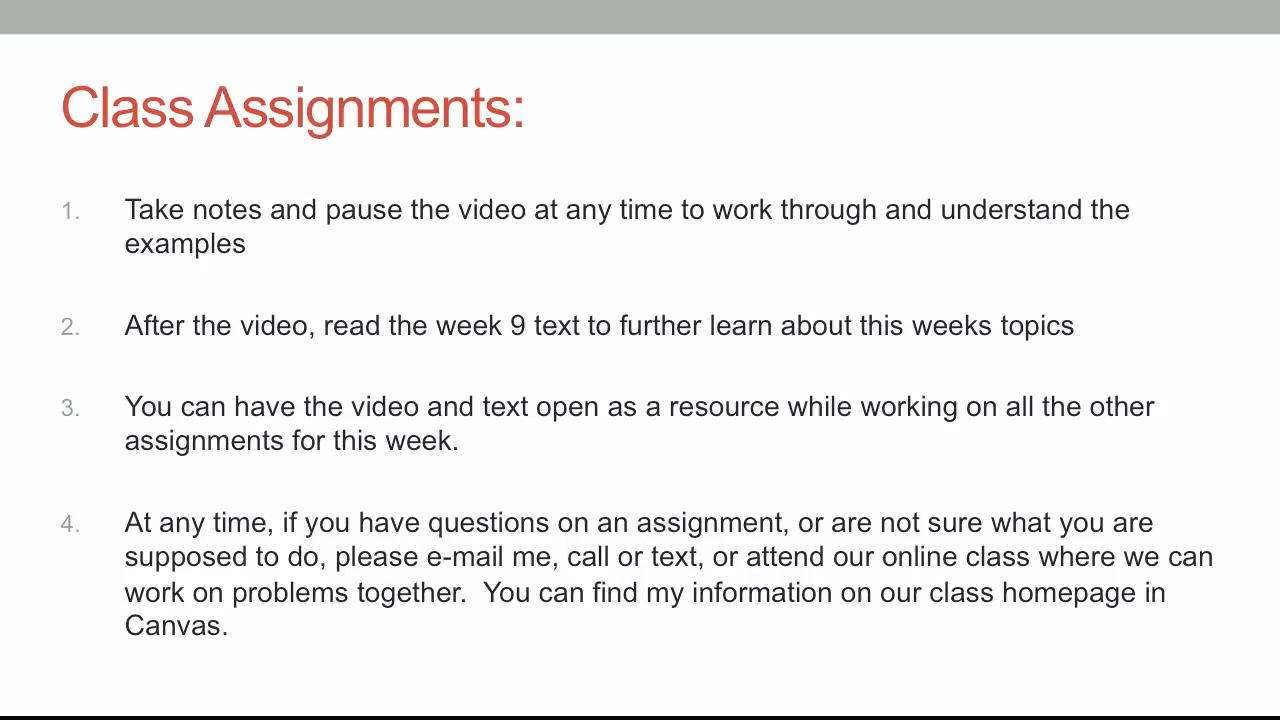 Class Assignments:
1. Take notes and pause the video at any time to work through and understand the
examples
2. After the video, read the week 9 text to further learn about this weeks topics
3. You can have the video and text open as a resource while working on all the other
assignments for this week.
4. At any time, if you have questions on an assignment, or are not sure what you are
supposed to do, please e-mail me, call or text, or attend our online class where we can
work on problems together. You can find my information on our class homepage in
Canvas.